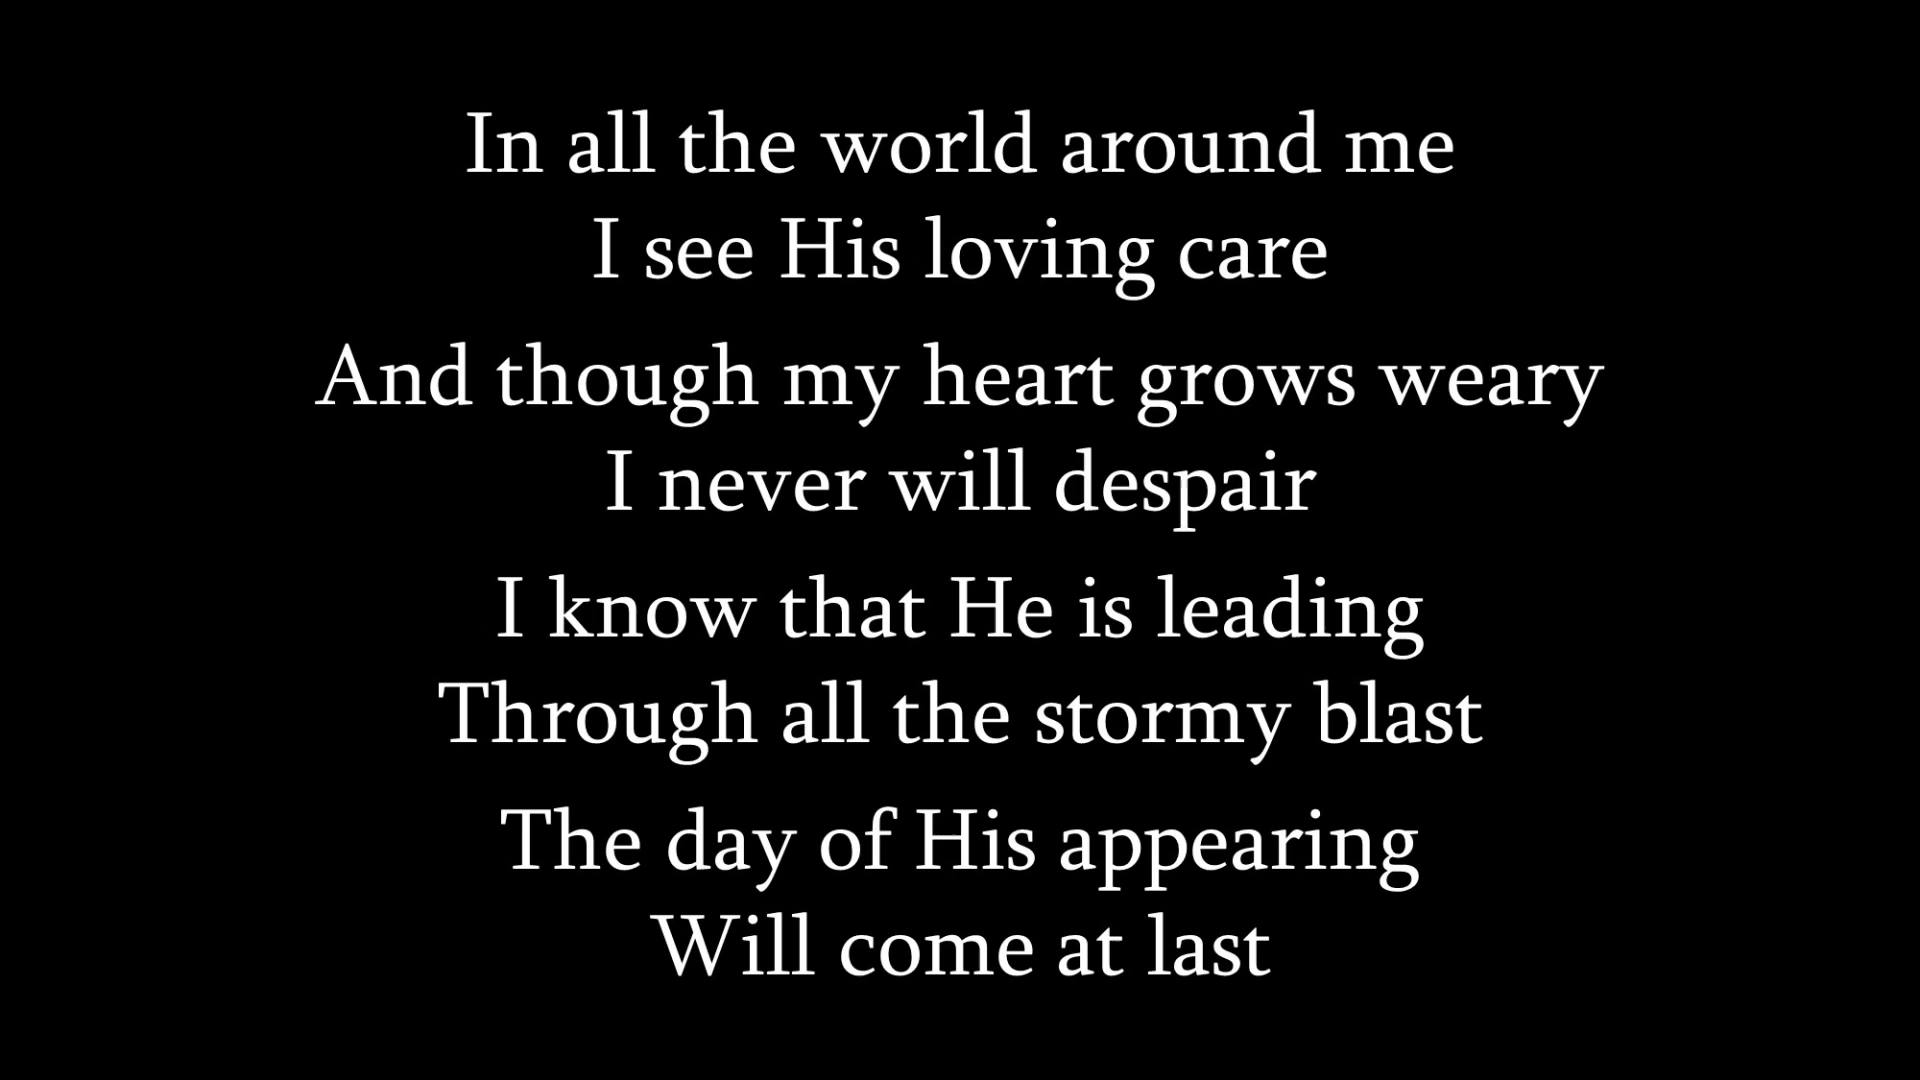 In all the world around me
I see His loving care
And though my heart grows weary
I never will despair
I know that He is leading
Through all the stormy blast
The day of His appearing
Will come at last